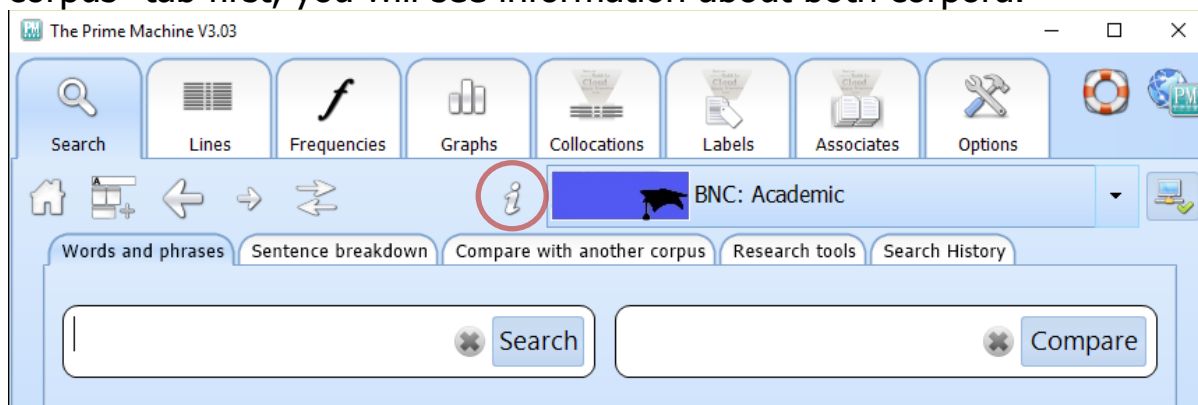 corpus" tab first, you will see information about both corpora.
The Prime Machine V3.03
Search Lines Frequencies Graphs Collocations Labels Associates Options
BNC: Academic
Words and phrases Sentence breakdown Compare with another corpus Research tools Search History
Search Compare